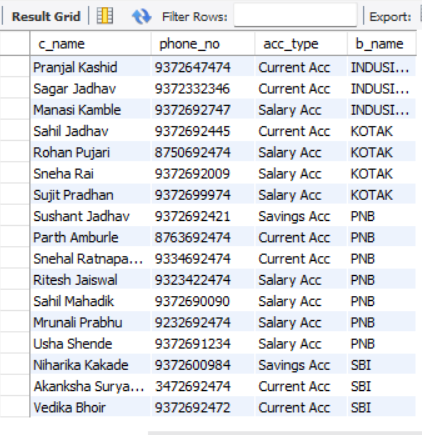 Result Grid Filter Rows: Export:
c_name phone_no acc_type b_name
Pranjal Kashid 9372647474 Current Acc INDUSI...
Sagar Jadhav 9372332346 Current Acc INDUSI...
Manasi Kamble 9372692747 Salary Acc INDUSI...
Sahil Jadhav 9372692445 Current Acc KOTAK
Rohan Pujari 8750692474 Salary Acc KOTAK
Sneha Rai 9372692009 Salary Acc KOTAK
Sujit Pradhan 9372699974 Salary Acc KOTAK
Sushant Jadhav 9372692421 Savings Acc PNB
Parth Amburle 8763692474 Current Acc PNB
Snehal Ratnapa... 9334692474 Current Acc PNB
Ritesh Jaiswal 9323422474 Salary Acc PNB
Sahil Mahadik 9372690090 Salary Acc PNB
Mrunali Prabhu 9232692474 Salary Acc PNB
Usha Shende 9372691234 Salary Acc PNB
Niharika Kakade 9372600984 Savings Acc SBI
Akanksha Surya... 3472692474 Current Acc SBI
Vedika Bhoir 9372692472 Current Acc SBI